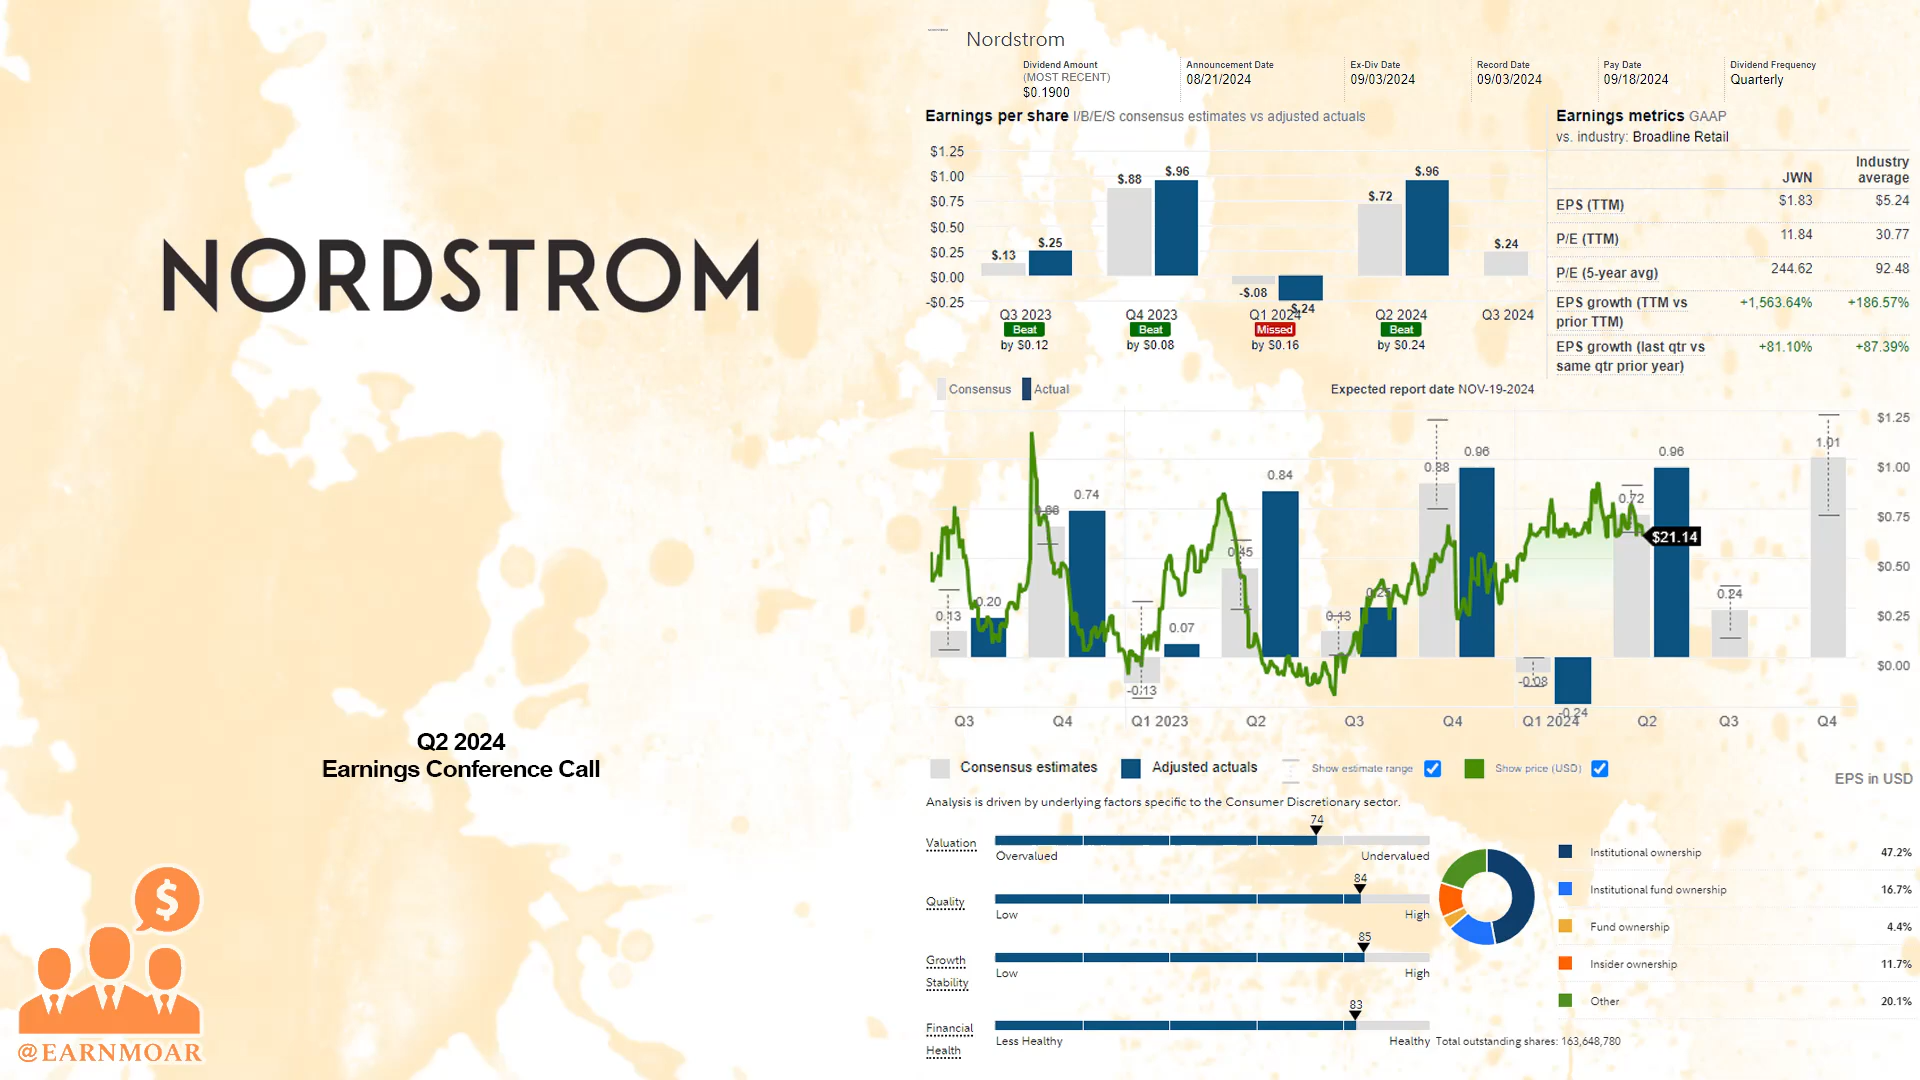 NORDSTROM
Q2 2024
Earnings Conference Call
$
@EARNMOAR
Nordstrom
Dividend Amount
(MOST RECENT)
$0.1900
Announcement Date
08/21/2024
Ex-Div Date
09/03/2024
Record Date
09/03/2024
Pay Date
09/18/2024
Dividend Frequency
Quarterly
Earnings per share I/B/E/S consensus estimates vs adjusted actuals
$1.25
$1.00
$0.75
$0.50
$0.25
$0.00
-$0.25
$.13
$.25
$.88
$.96
-$.08
$.72
$.96
$.24
Q3 2023
Beat
by $0.12
Q4 2023
Beat
by $0.08
Q1 2024
Missed
by $0.16
Q2 2024
Beat
by $0.24
Q3 2024
Consensus
Actual
Expected report date NOV-19-2024
Earnings metrics GAAP
vs. industry: Broadline Retail
JWN
Industry
average
EPS (TTM) $1.83 $5.24
P/E (TTM) 11.84 30.77
P/E (5-year avg) 244.62 92.48
EPS growth (TTM vs
prior TTM) +1,563.64% +186.57%
EPS growth (last qtr vs
same qtr prior year) +81.10% +87.39%
$1.25
$1.00
$0.75
$0.50
$0.25
$0.00
0.13
0.20
0.66
0.74
-0.13
0.07
0.45
0.84
0.13
0.25
0.88
0.96
-0.08
-0.24
0.72
0.96
$21.14
0.24
1.01
Q3 Q4 Q1 2023 Q2 Q3 Q4 Q1 2024 Q2 Q3 Q4
Consensus estimates
Adjusted actuals
Show estimate range
Show price (USD)
EPS in USD
Analysis is driven by underlying factors specific to the Consumer Discretionary sector.
74
Valuation
Overvalued Undervalued
84
Quality
Low High
85
Growth
Stability
Low High
83
Financial
Health
Less Healthy Healthy
Institutional ownership 47.2%
Institutional fund ownership 16.7%
Fund ownership 4.4%
Insider ownership 11.7%
Other 20.1%
Total outstanding shares: 163,648,780